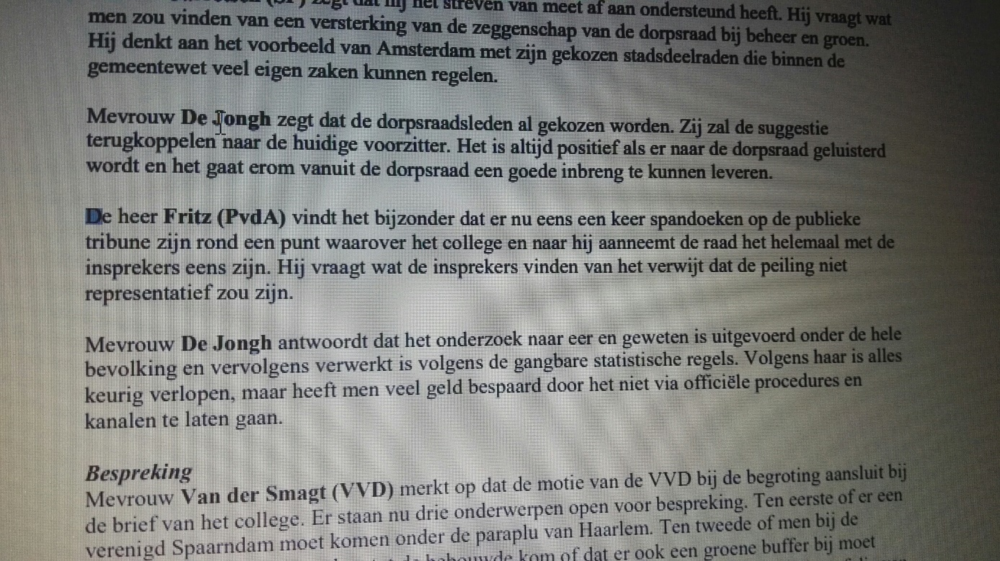 zegt dat hij het streven van meet af aan ondersteund heeft. Hij vraagt wat
men zou vinden van een versterking van de zeggenschap van de dorpsraad bij beheer en groen.
Hij denkt aan het voorbeeld van Amsterdam met zijn gekozen stadsdeelraden die binnen de
gemeentewet veel eigen zaken kunnen regelen.
Mevrouw De Jongh zegt dat de dorpsraadsleden al gekozen worden. Zij zal de suggestie
terugkoppelen naar de huidige voorzitter. Het is altijd positief als er naar de dorpsraad geluisterd
wordt en het gaat erom vanuit de dorpsraad een goede inbreng te kunnen leveren.
De heer Fritz (PvdA) vindt het bijzonder dat er nu eens een keer spandoeken op de publieke
tribune zijn rond een punt waarover het college en naar hij aanneemt de raad het helemaal met de
insprekers eens zijn. Hij vraagt wat de insprekers vinden van het verwijt dat de peiling niet
representatief zou zijn.
Mevrouw De Jongh antwoordt dat het onderzoek naar eer en geweten is uitgevoerd onder de hele
bevolking en vervolgens verwerkt is volgens de gangbare statistische regels. Volgens haar is alles
keurig verlopen, maar heeft men veel geld bespaard door het niet via officiële procedures en
kanalen te laten gaan.
Bespreking
Mevrouw Van der Smagt (VVD) merkt op dat de motie van de VVD bij de begroting aansluit bij
de brief van het college. Er staan nu drie onderwerpen open voor bespreking. Ten eerste of er een
verenigd Spaarndam moet komen onder de paraplu van Haarlem. Ten tweede of men bij de
de bebouwde kom of dat er ook een groene buffer bij moet